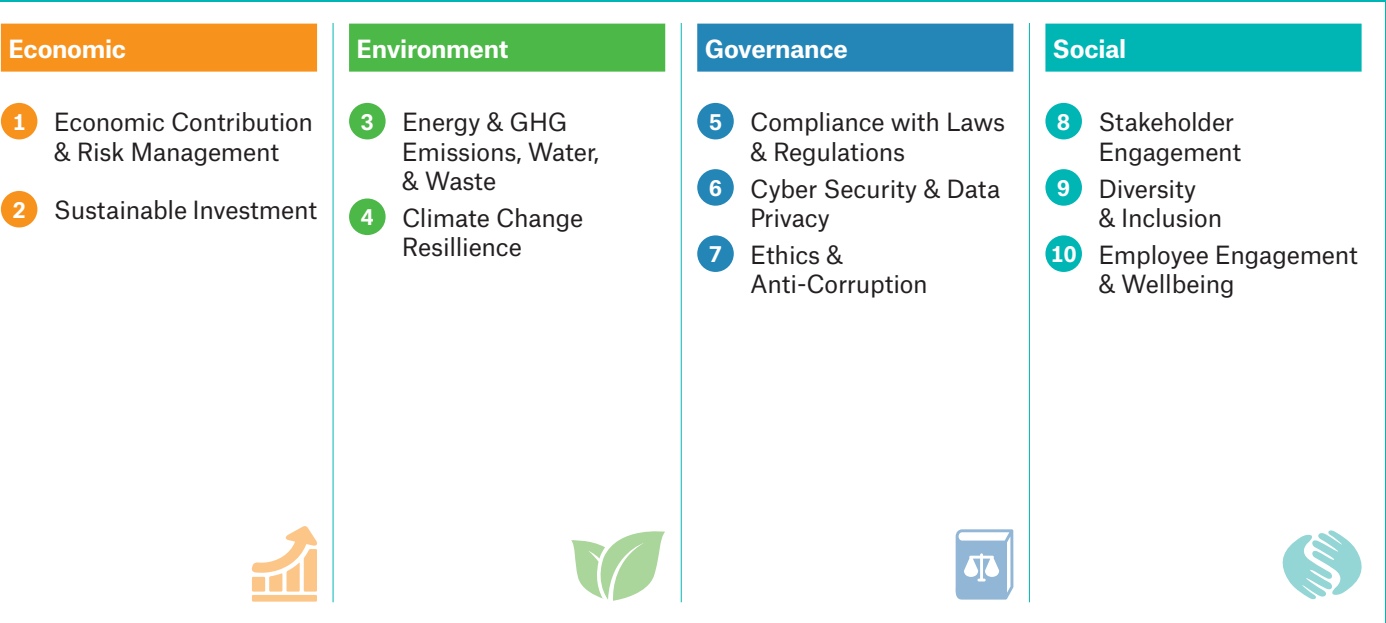 Economic
1 Economic Contribution
& Risk Management
2 Sustainable Investment
Environment
3 Energy & GHG
Emissions, Water,
& Waste
4 Climate Change
Resillience
Governance
5 Compliance with Laws
& Regulations
6 Cyber Security & Data
Privacy
7 Ethics &
Anti-Corruption
Social
8 Stakeholder
Engagement
9 Diversity
& Inclusion
10 Employee Engagement
& Wellbeing